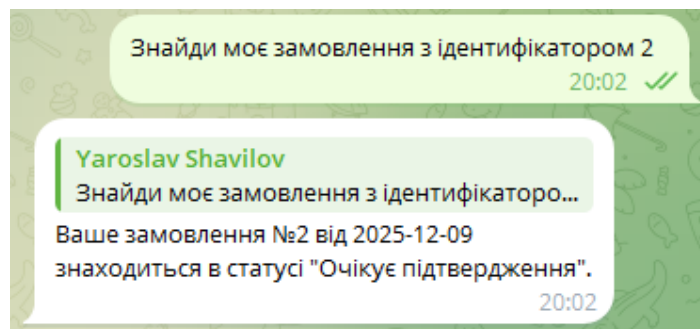 Знайди моє замовлення з ідентифікатором 2
20:02
Yaroslav Shavilov
Знайди моє замовлення з ідентифікаторо...
Ваше замовлення №2 від 2025-12-09
знаходиться в статусі "Очікує підтвердження".
20:02